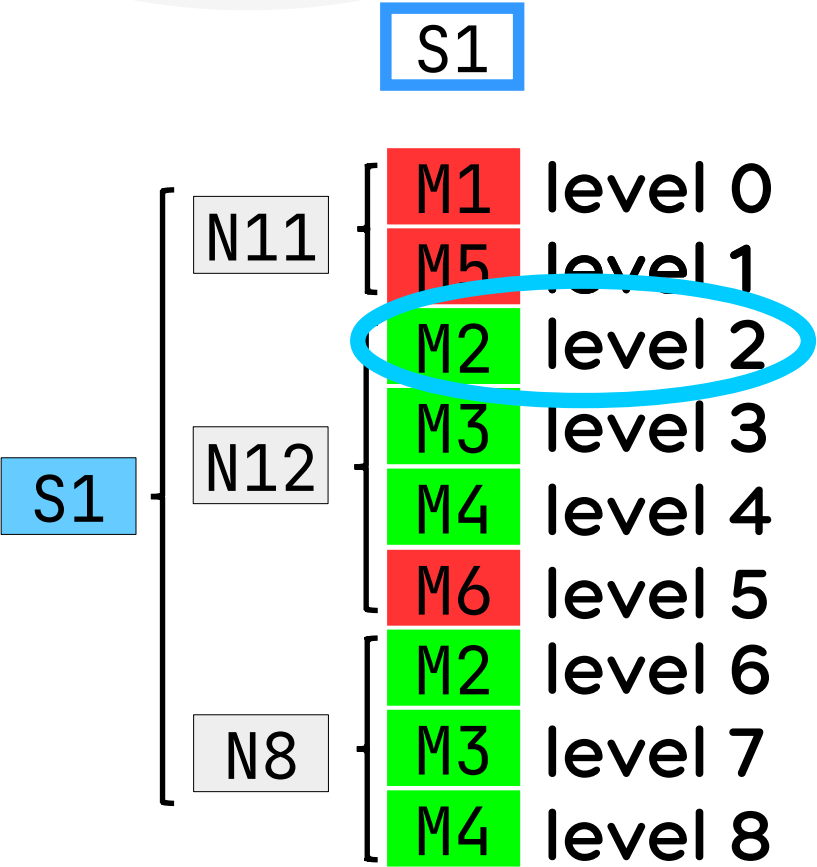 S1
M1 level 0
N11
M5 level 1
M2 level 2
M3 level 3
N12
S1
M4 level 4
M6 level 5
M2 level 6
N8
M3 level 7
M4 level 8